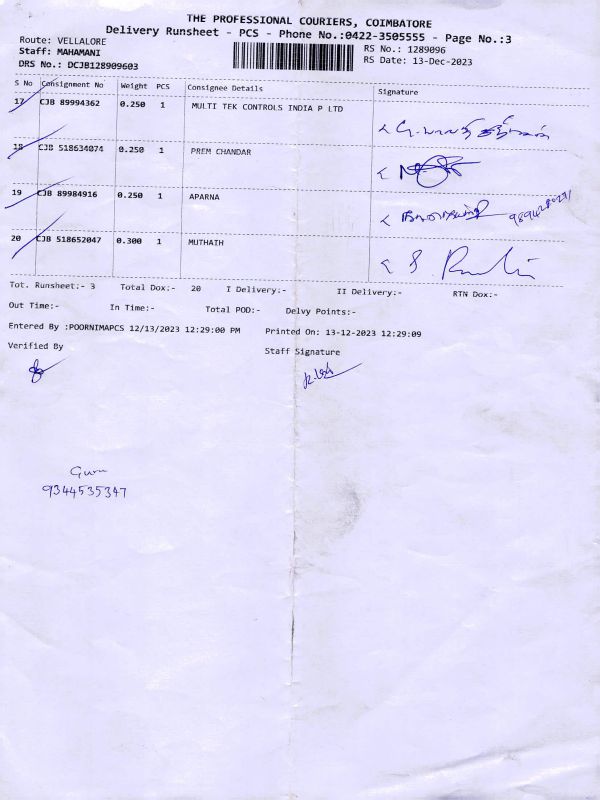 THE PROFESSIONAL COURIERS, COIMBATORE
Delivery Runsheet - PCS - Phone No.:0422-3505555 - Page No.:3
Route: VELLALORE RS No.: 1289096
Staff: MAHAMANI RS Date: 13-Dec-2023
DRS No.: DCJB128909603
S No Consignment No Weight PCS Consignee Details Signature
17 CJB 89994362 0.250 1 MULTI TEK CONTROLS INDIA P LTD
18 CJB 518634074 0.250 1 PREM CHANDAR
19 CJB 89984916 0.250 1 APARNA
20 CJB 518652047 0.300 1 MUTHATH
Tot. Runsheet:- 3 Total Dox:- 20 I Delivery:- II Delivery:- RTN Dox:-
Out Time:- In Time:- Total POD:- Delvy Points:-
Entered By :POORNIMAPCS 12/13/2023 12:29:00 PM Printed On: 13-12-2023 12:29:09
Verified By Staff Signature
Guru
9344535347